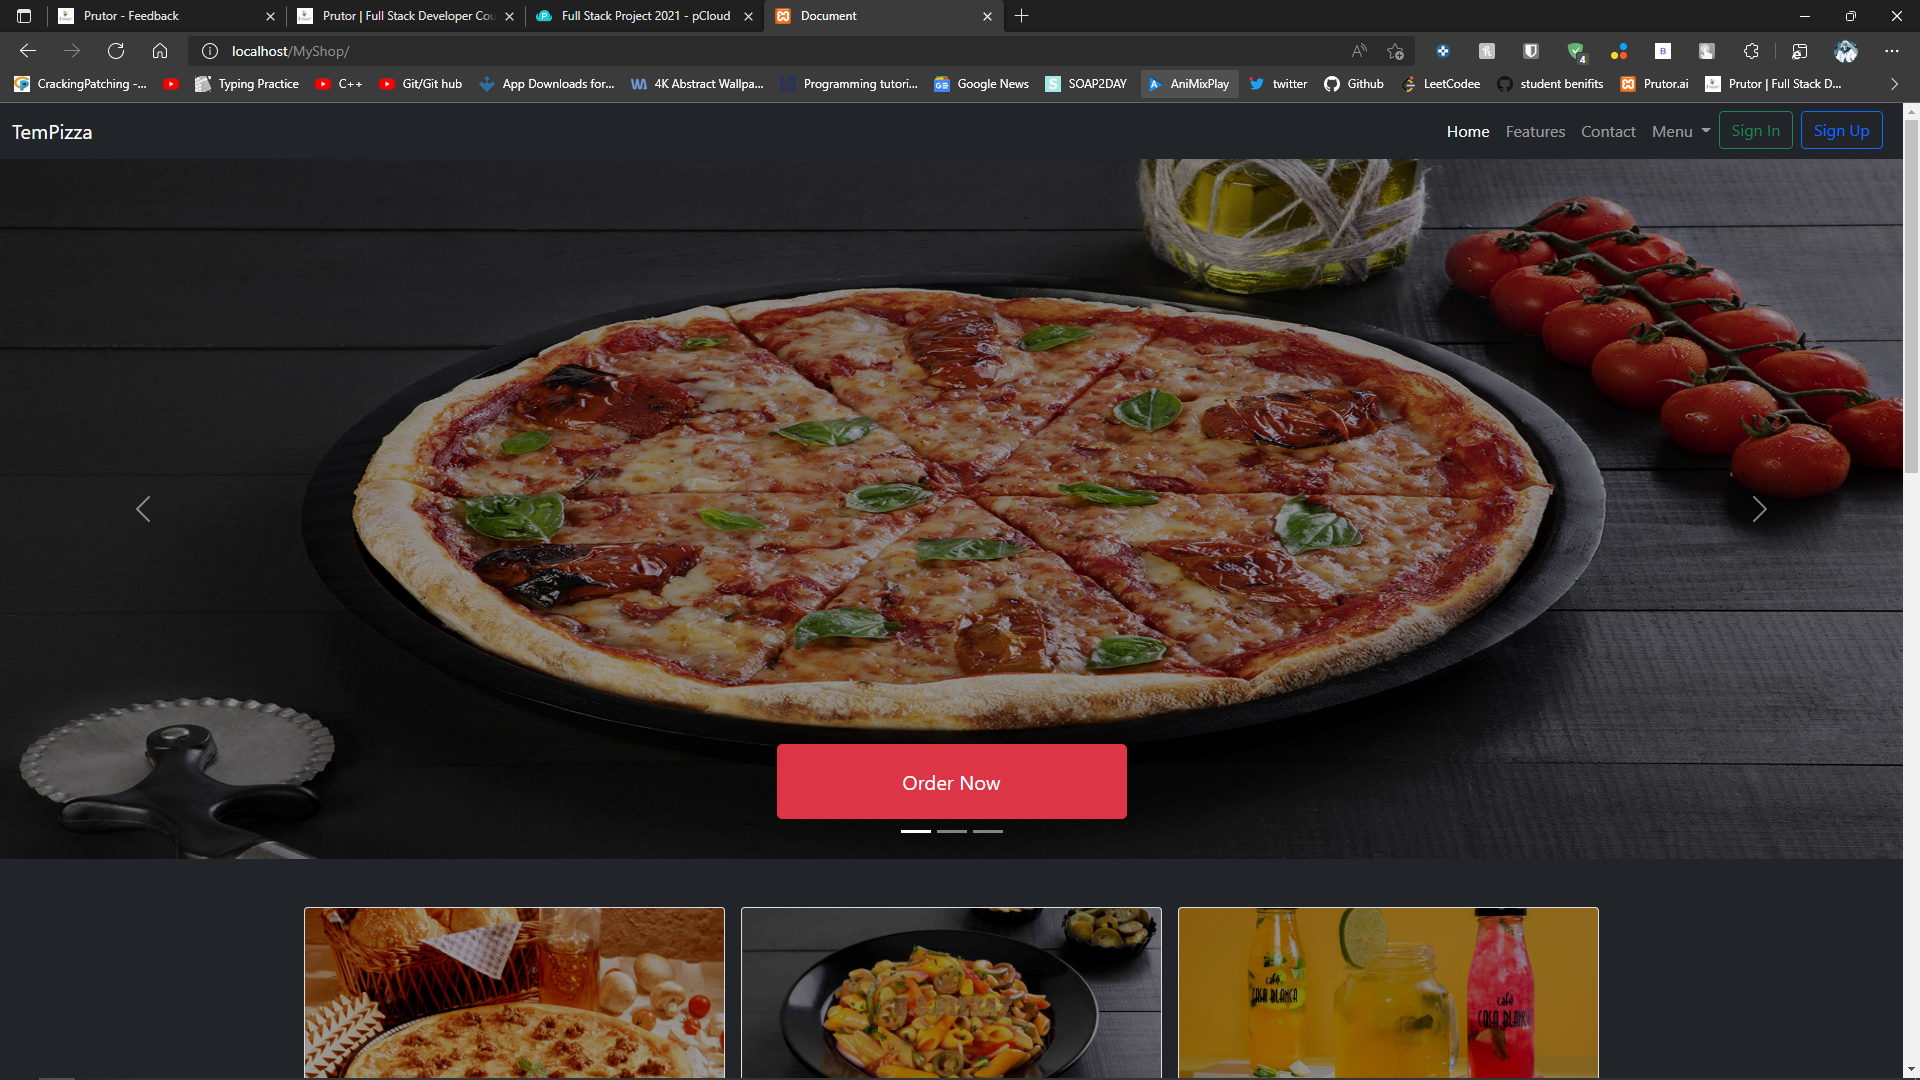 Prutor - Feedback
Prutor | Full Stack Developer Cou
Full Stack Project 2021 - pCloud
Document
localhost/MyShop/
4
CrackingPatching -...
Typing Practice
C++
Git/Git hub
App Downloads for...
4K Abstract Wallpa...
Programming tutori...
Google News
SOAP2DAY
AniMixPlay
twitter
Github
LeetCodee
student benifits
Prutor.ai
Prutor | Full Stack D...
TemPizza
Home
Features
Contact
Menu
Sign In
Sign Up
Order Now
café
CASA BLANCA
café
CASA BLANCA